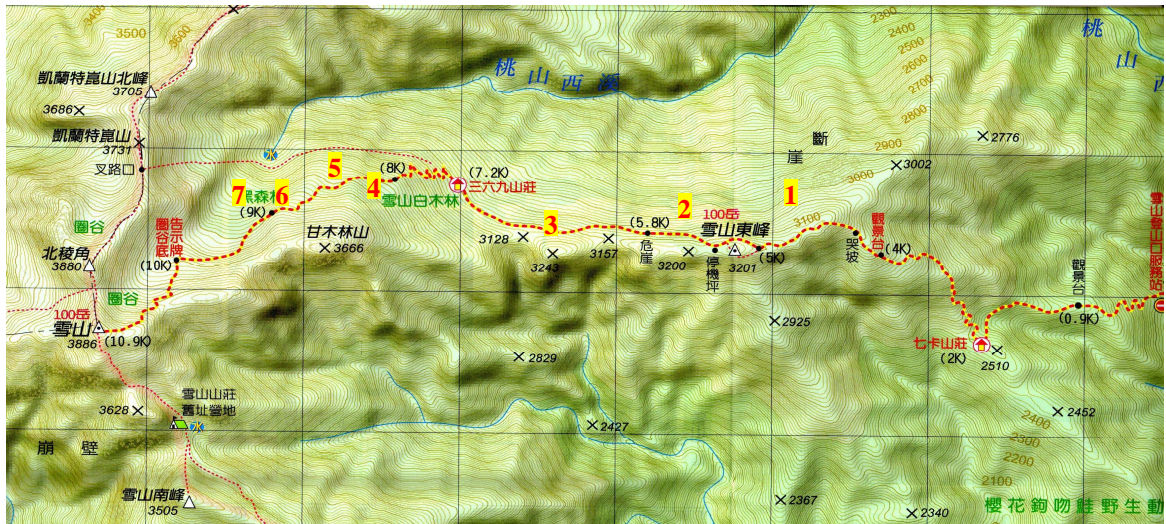 3500
3500
3400
2300
2400
2500
2600
2700
2800
2900
3000
3100
桃山西溪
桃
山
西
凱蘭特崑山北峰
3705
3686
凱蘭特崑山
3731
叉路口
水
斷
崖
2776
3002
7
6
5
4
3
2
1
黑森林
(9K)
(8K)
(7.2K)
三六九山莊
雪山白木林
圈谷
告示牌
圈谷底
(10K)
北稜角
3880
圈谷
甘木林山
3666
3128
3243
3157
(5.8K)
危崖
3200
停機坪
100岳
雪山東峰
3201
(5K)
哭坡
觀景台
(4K)
觀景台
(0.9K)
雪山登山口服務站
100岳
雪山
3886
(10.9K)
2925
七卡山莊
(2K)
2510
2829
雪山山莊
舊址營地
水
3628
崩壁
2427
2452
2400
2300
2200
2100
雪山南峰
3505
2367
2340
櫻花鉤吻鮭野生動